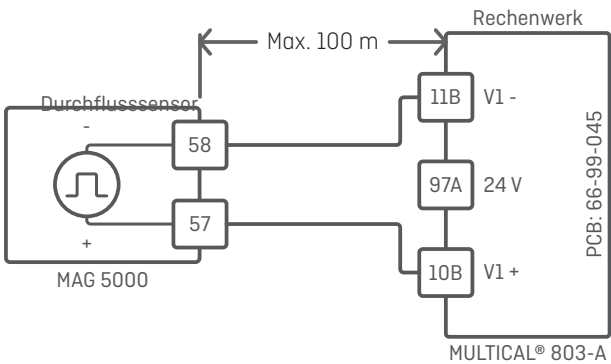 Rechenwerk
Max. 100 m
Durchflusssensor
-
58
11B V1 -
97A 24 V
PCB: 66-99-045
57
+
10B V1 +
MAG 5000
MULTICAL® 803-A